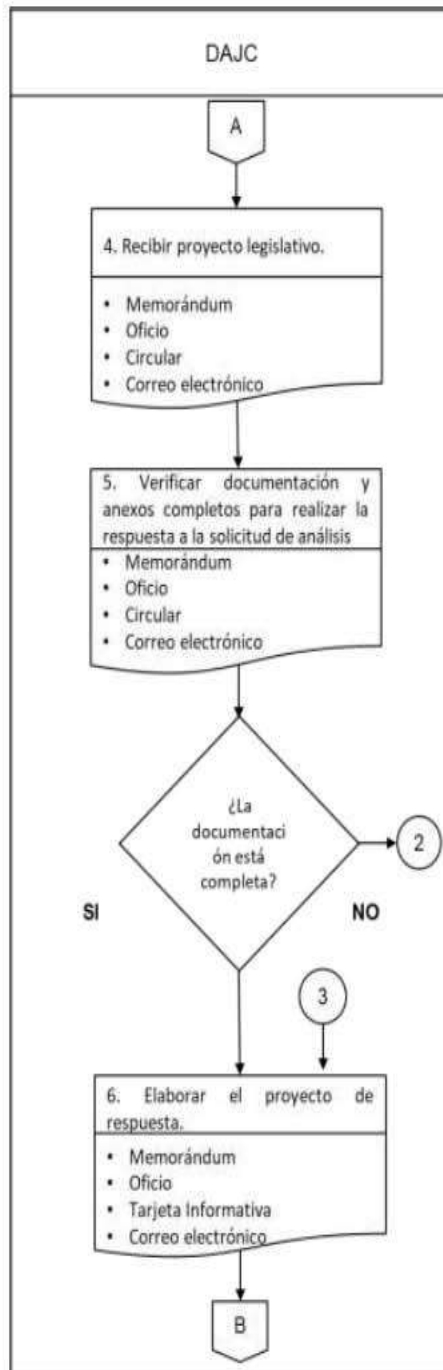 DAJC
A
4. Recibir proyecto legislativo.
• Memorándum
• Oficio
• Circular
• Correo electrónico
5. Verificar documentación y
anexos completos para realizar la
respuesta a la solicitud de análisis
• Memorándum
• Oficio
• Circular
• Correo electrónico
¿La
documentaci
ón está
completa?
2
SI
NO
3
6. Elaborar el proyecto de
respuesta.
• Memorándum
• Oficio
• Tarjeta Informativa
• Correo electrónico
B